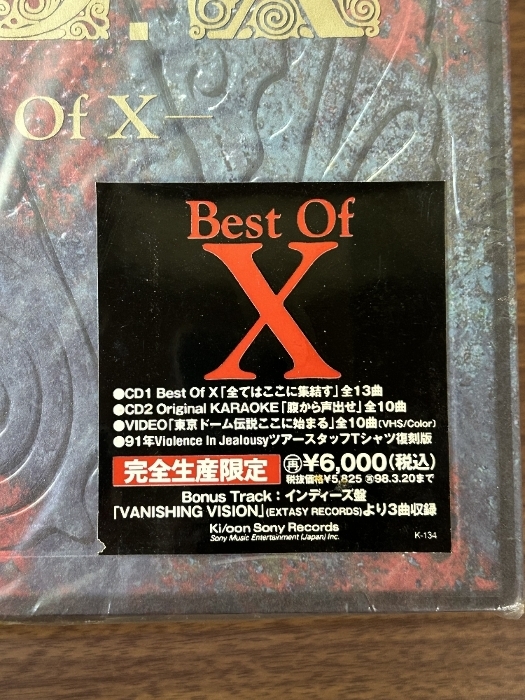 Of X—
Best Of
X
●CD1 Best Of X「全てはここに集結す」全13曲
●CD2 Original KARAOKE「腹から声出せ」全10曲
●VIDEO「東京ドーム伝説ここに始まる」全10曲(VHS/Color)
●91年Violence In JealousyツアースタッフTシャツ復刻版
完全生産限定 再¥6,000(税込)
税抜価格¥5,825 再98.3.20まで
Bonus Track：インディーズ盤
「VANISHING VISION」(EXTASY RECORDS)より3曲収録
Ki/oon Sony Records
Sony Music Entertainment (Japan) Inc.
K-134